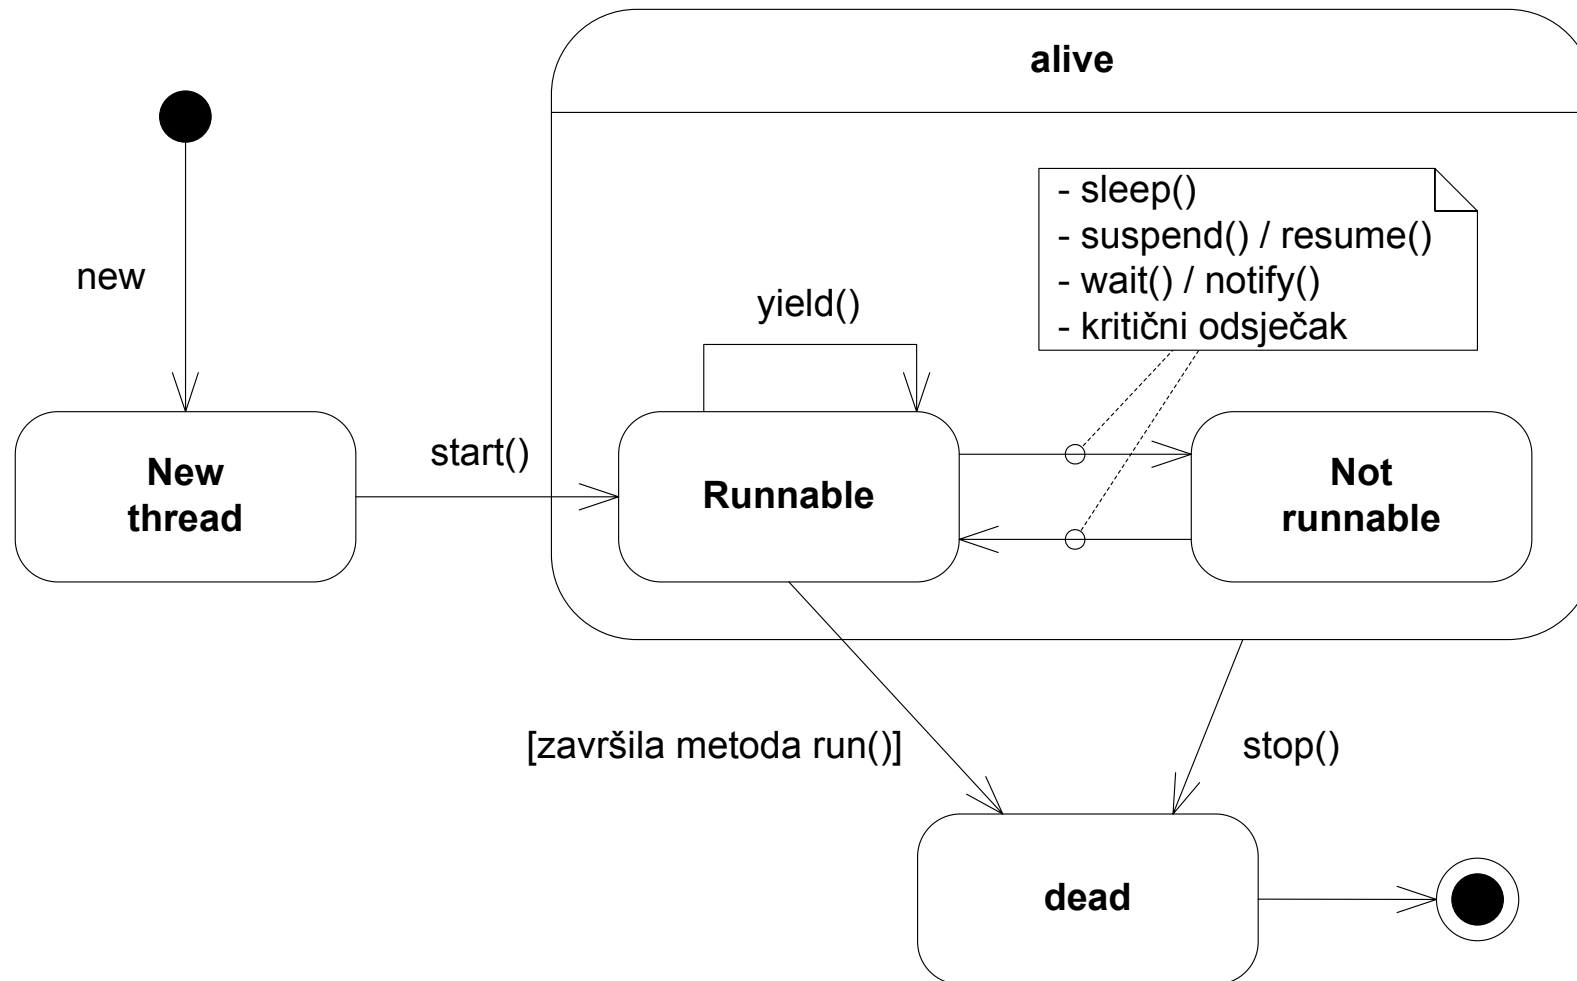 alive
- sleep()
- suspend() / resume()
- wait() / notify()
- kritični odsječak
new
yield()
start()
New
thread
Runnable
Not
runnable
[završila metoda run()]
stop()
dead